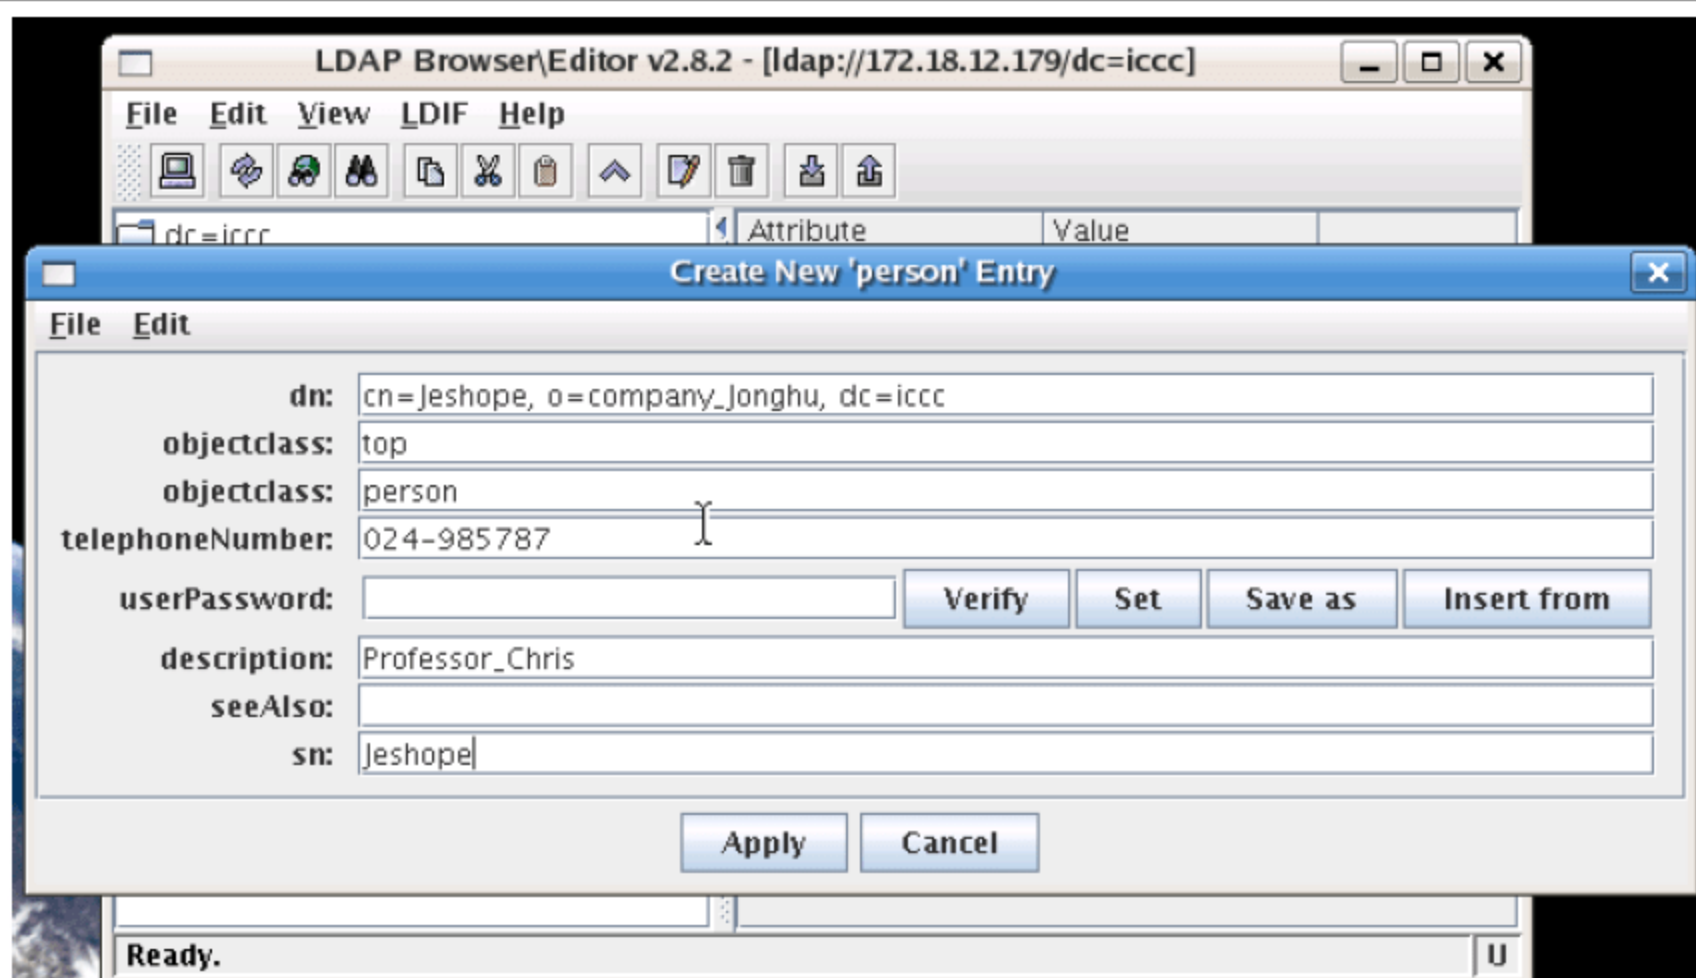 LDAP Browser\Editor v2.8.2 - [ldap://172.18.12.179/dc=iccc]
File Edit View LDIF Help
dc=iccc
Attribute Value
Create New 'person' Entry
File Edit
dn: cn=Jeshope, o=company_Jonghu, dc=iccc
objectclass: top
objectclass: person
telephoneNumber: 024-985787
userPassword: Verify Set Save as Insert from
description: Professor_Chris
seeAlso:
sn: Jeshope
Apply Cancel
Ready. U